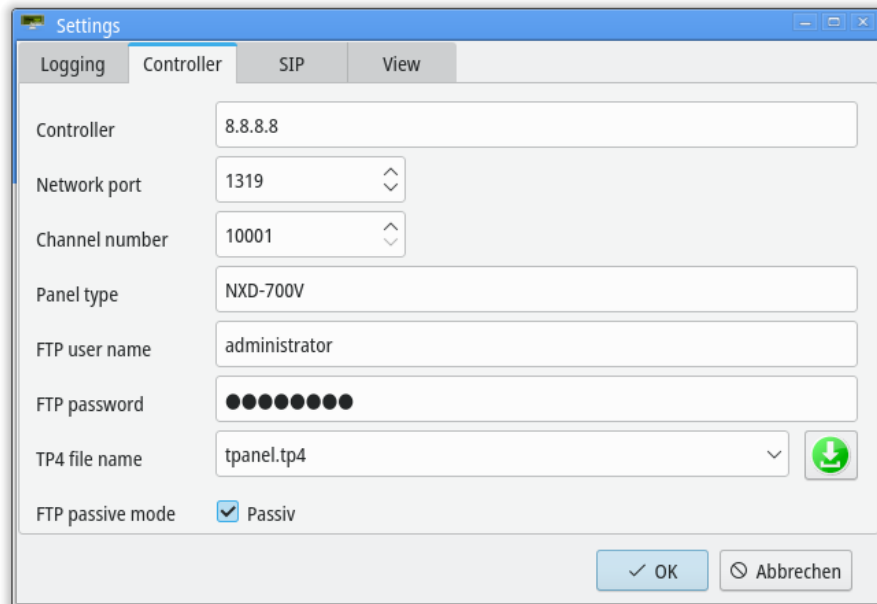 Settings
Logging Controller SIP View
Controller 8.8.8.8
Network port 1319
Channel number 10001
Panel type NXD-700V
FTP user name administrator
FTP password ●●●●●●●●
TP4 file name tpanel.tp4
FTP passive mode Passiv
OK Abbrechen